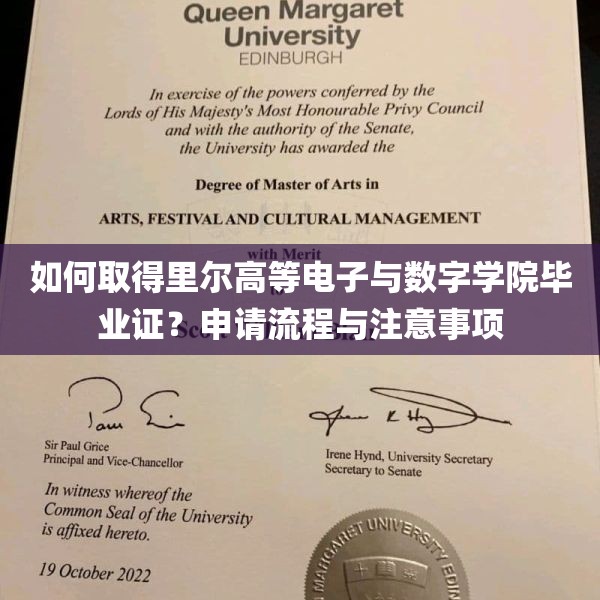 Queen Margaret
University
EDINBURGH
In exercise of the powers conferred by the
Lords of His Majesty's Most Honourable Privy Council
and with the authority of the Senate,
the University has awarded the
Degree of Master of Arts in
ARTS, FESTIVAL AND CULTURAL MANAGEMENT
with Merit
如何取得里尔高等电子与数字学院毕
业证？申请流程与注意事项
Sir Paul Grice
Principal and Vice-Chancellor
Irene Hynd, University Secretary
Secretary to Senate
In witness whereof the
Common Seal of the University
is affixed hereto.
19 October 2022
MARGARET UNIVERSITY EDIN